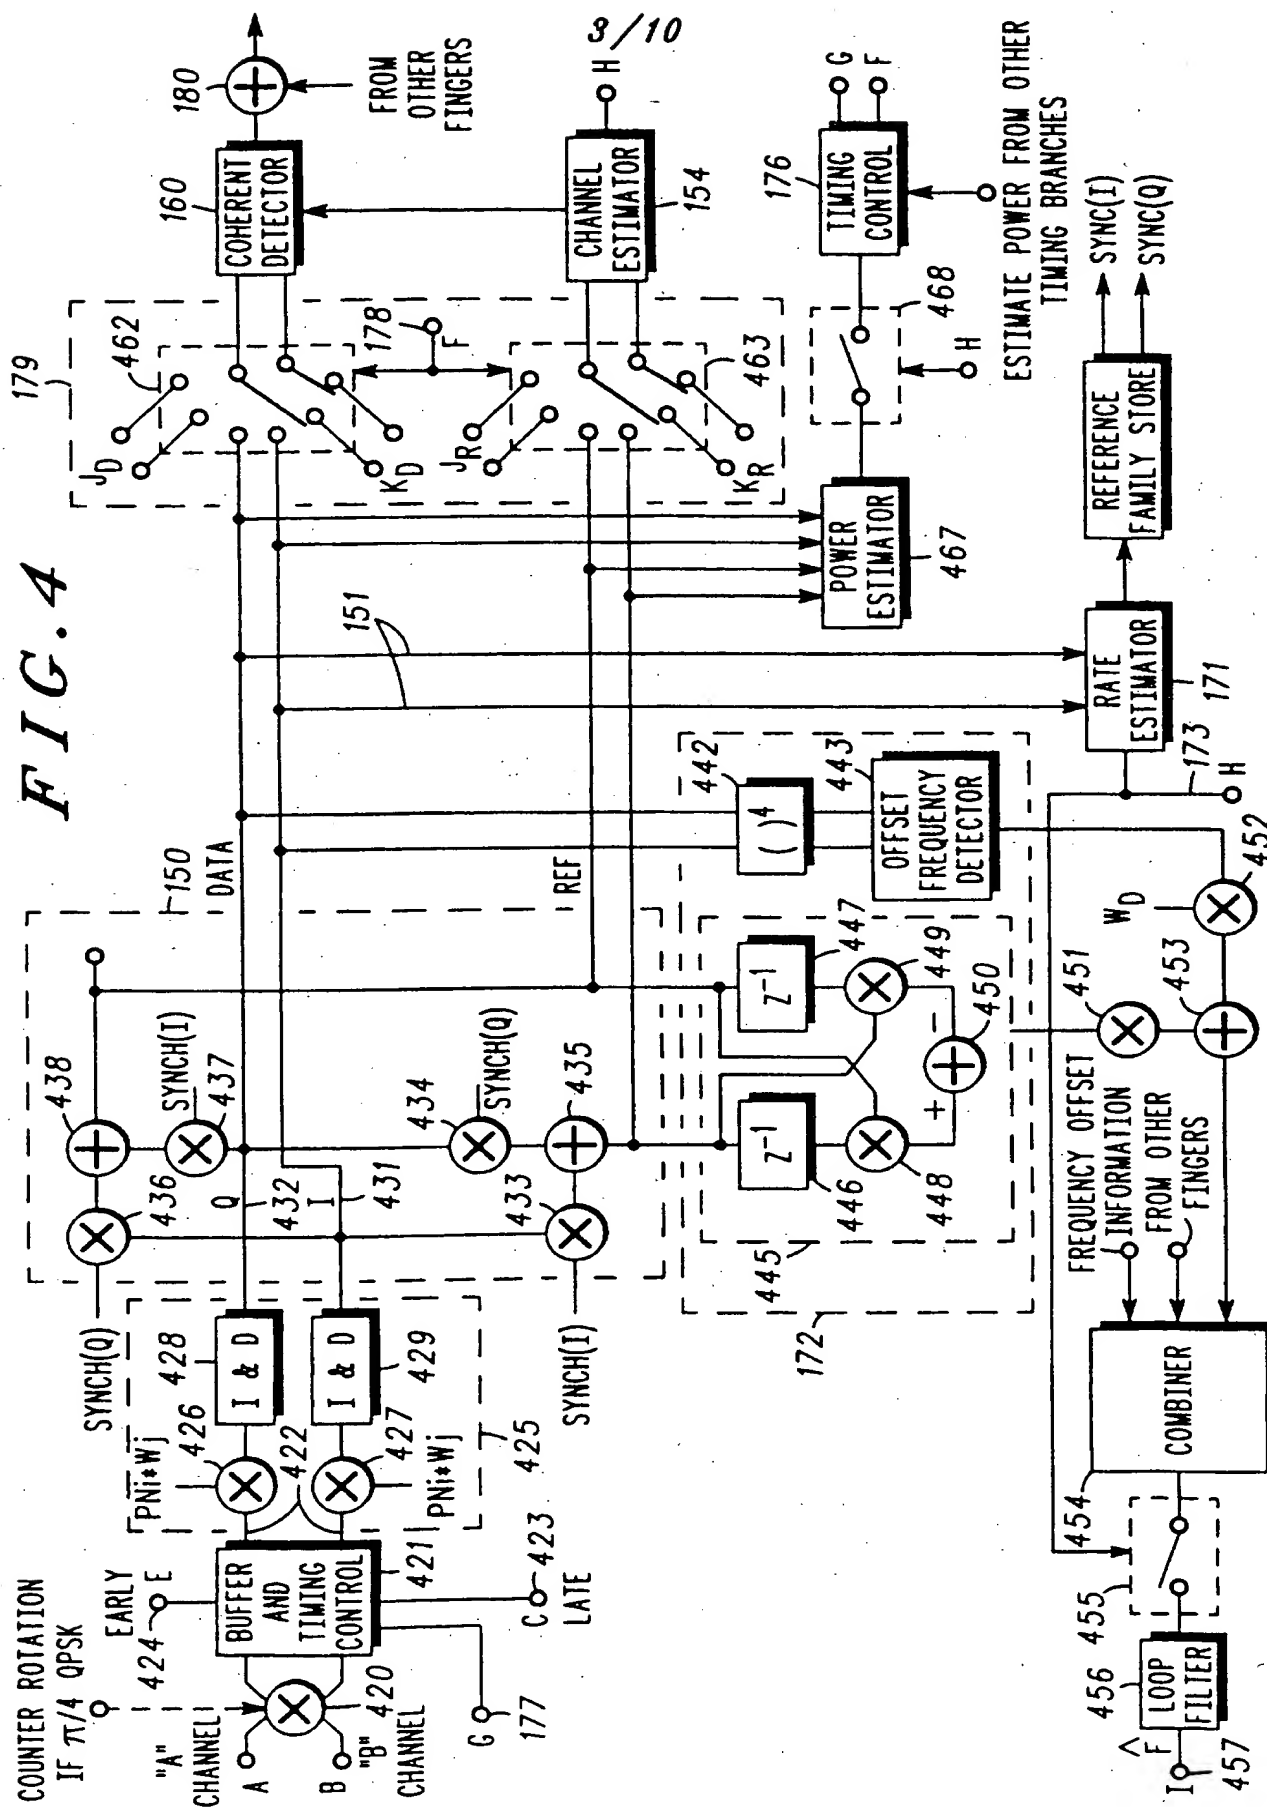 3/10
FIG. 4
COUNTER ROTATION
IF π/4 QPSK
"A"
CHANNEL
A
B
"B"
CHANNEL
420
EARLY
424
E
BUFFER
AND
TIMING
CONTROL
421
C
423
LATE
G
177
PNi*Wj
426
422
427
PNi*Wj
425
I & D
428
I & D
429
SYNCH(Q)
SYNCH(I)
436
438
SYNCH(I)
437
Q
432
I
431
433
434
SYNCH(Q)
435
150
DATA
REF
151
179
462
JD
KD
178
F
JR
KR
463
160
COHERENT
DETECTOR
180
FROM
OTHER
FINGERS
CHANNEL
ESTIMATOR
154
H
POWER
ESTIMATOR
467
468
H
176
TIMING
CONTROL
G
F
ESTIMATE POWER FROM OTHER
TIMING BRANCHES
RATE
ESTIMATOR
171
173
H
REFERENCE
FAMILY STORE
SYNC(I)
SYNC(Q)
172
445
Z⁻¹
446
Z⁻¹
447
448
449
450
+
-
( )⁴
442
443
OFFSET
FREQUENCY
DETECTOR
WD
452
451
453
FREQUENCY OFFSET
INFORMATION
FROM OTHER
FINGERS
COMBINER
454
455
456
LOOP
FILTER
^
F
I
457